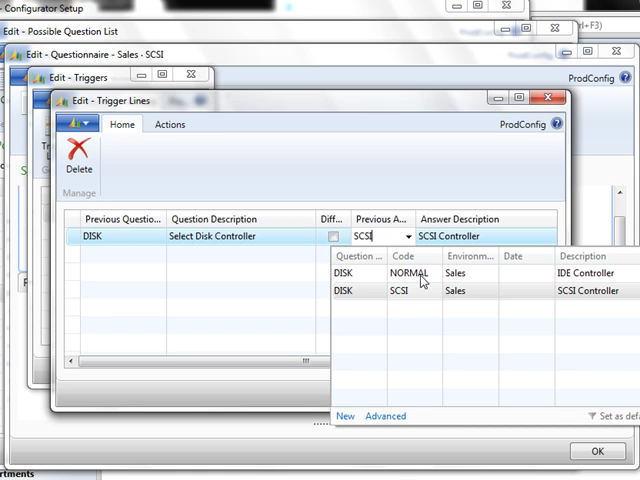 - Configurator Setup
Edit - Possible Question List
Ctrl+F3)
Edit - Questionnaire - Sales · SCSI
Edit - Triggers
ProdConfig
Edit - Trigger Lines
Home
Actions
ProdConfig
Delete
Manage
Previous Questio...
Question Description
Diff...
Previous A...
Answer Description
DISK
Select Disk Controller
SCSI
SCSI Controller
Question ...
Code
Environm...
Date
Description
DISK
NORMAL
Sales
IDE Controller
DISK
SCSI
Sales
SCSI Controller
New
Advanced
Set as defa
OK
rtments